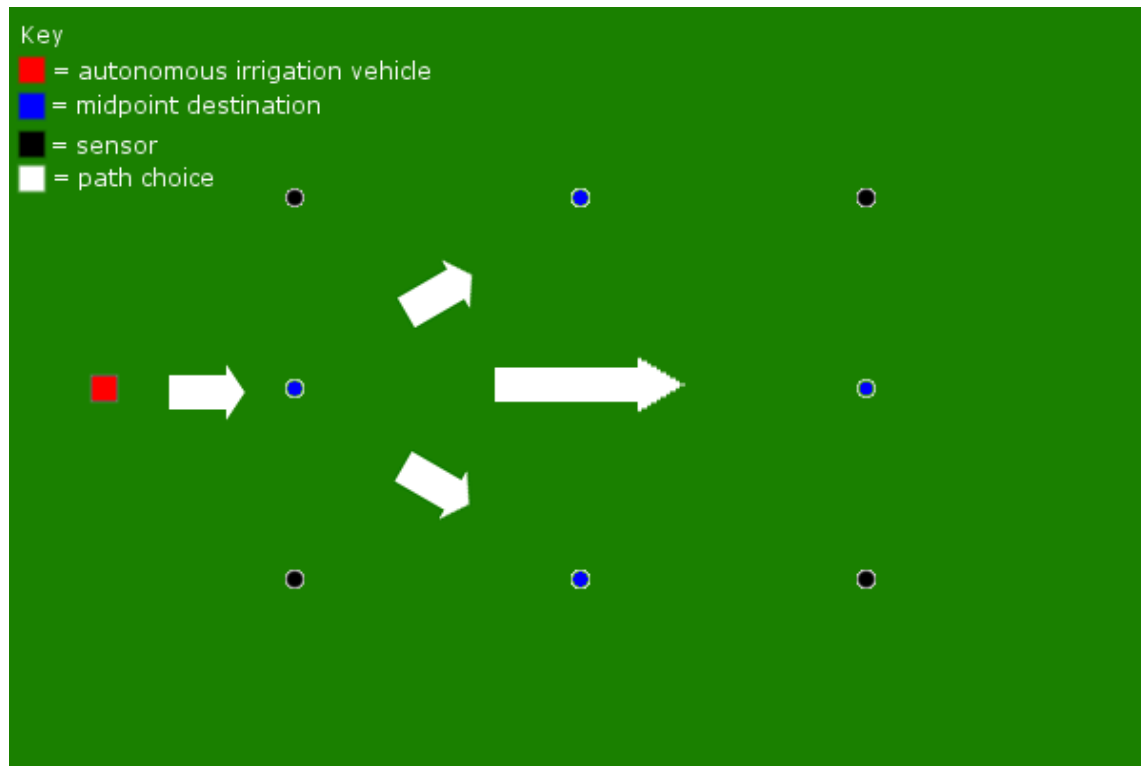 Key
= autonomous irrigation vehicle
= midpoint destination
= sensor
= path choice